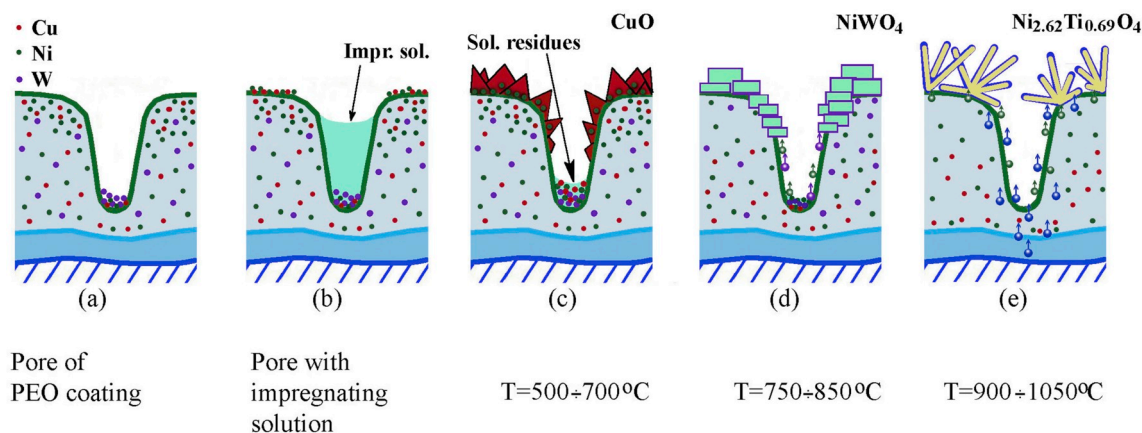 Cu
Ni
W
Impr. sol.
Sol. residues
CuO
NiWO₄
Ni₂.₆₂Ti₀.₆₉O₄
(a)
(b)
(c)
(d)
(e)
Pore of
PEO coating
Pore with
impregnating
solution
T=500÷700ºC
T=750÷850ºC
T=900÷1050ºC